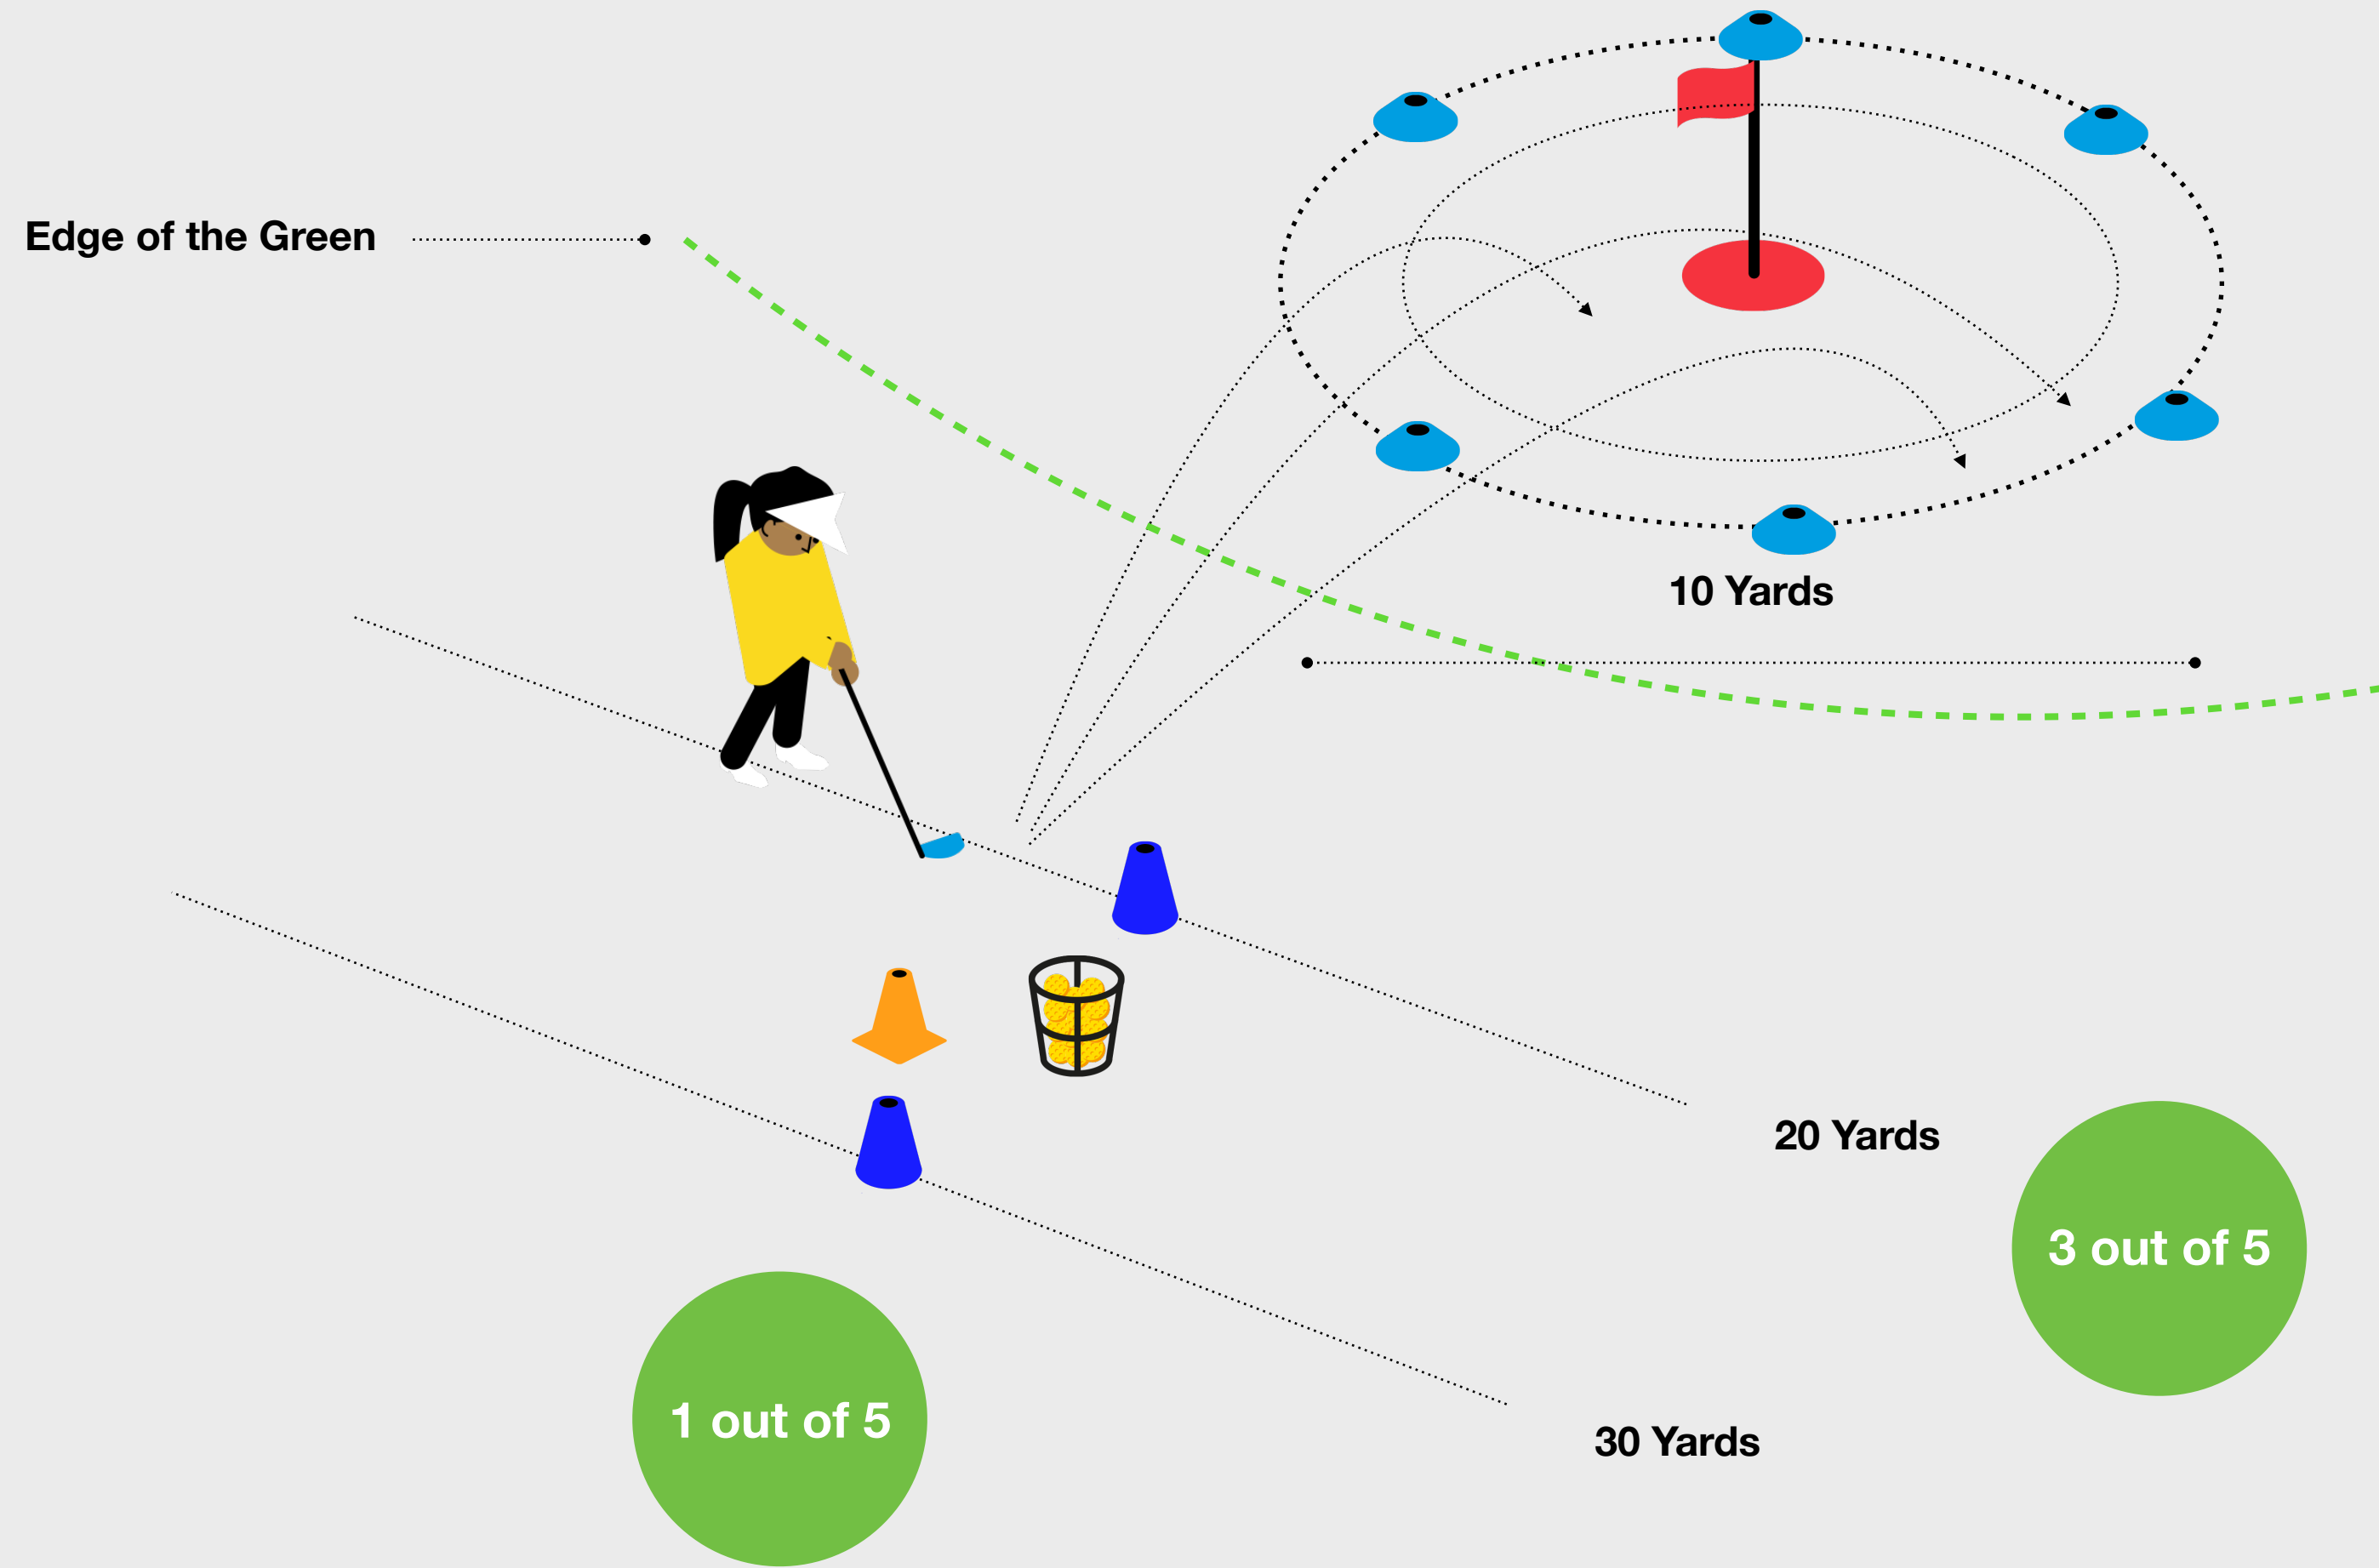 Edge of the Green
10 Yards
20 Yards
3 out of 5
1 out of 5
30 Yards